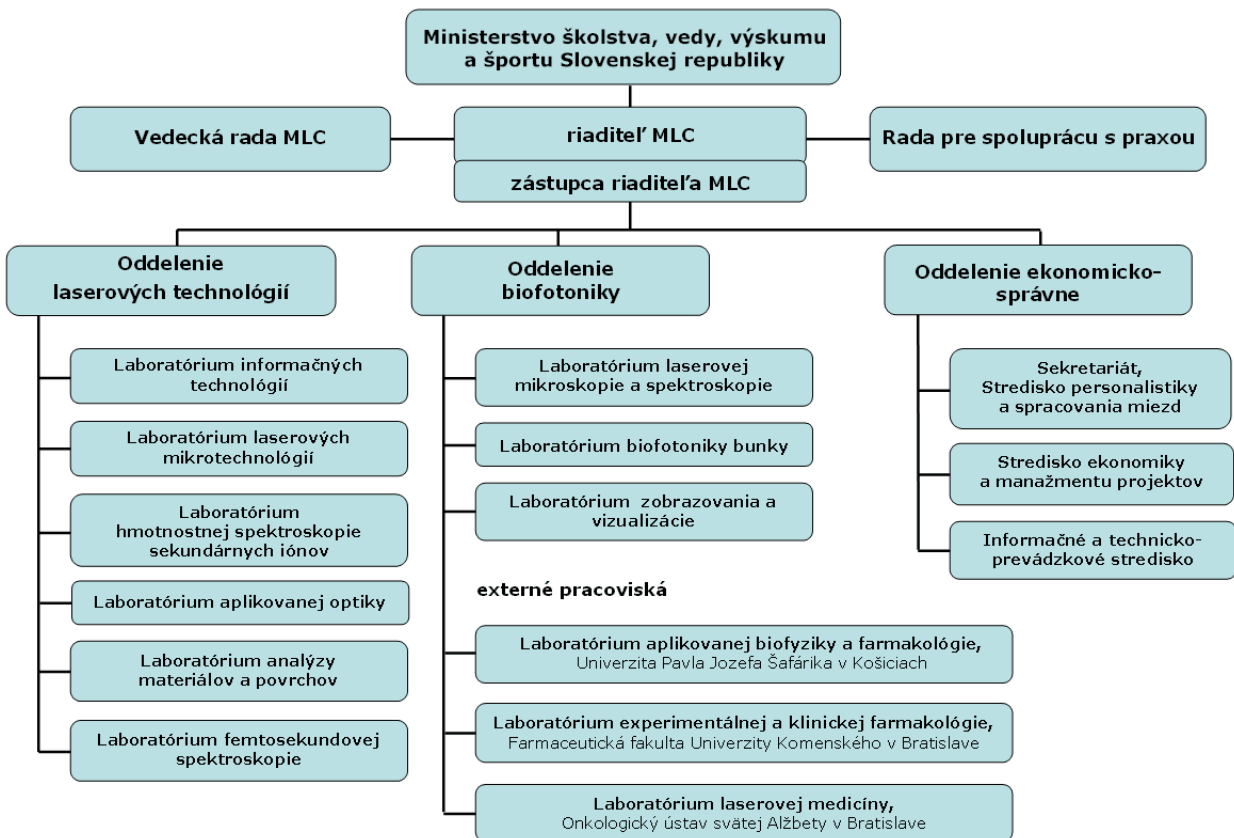 Ministerstvo školstva, vedy, výskumu
a športu Slovenskej republiky
Vedecká rada MLC
riaditeľ MLC
Rada pre spoluprácu s praxou
zástupca riaditeľa MLC
Oddelenie
laserových technológií
Laboratórium informačných
technológií
Laboratórium laserových
mikrotechnológií
Laboratórium
hmotnostnej spektroskopie
sekundárnych iónov
Laboratórium aplikovanej optiky
Laboratórium analýzy
materiálov a povrchov
Laboratórium femtosekundovej
spektroskopie
Oddelenie
biofotoniky
Laboratórium laserovej
mikroskopie a spektroskopie
Laboratórium biofotoniky bunky
Laboratórium zobrazovania a
vizualizácie
externé pracoviská
Laboratórium aplikovanej biofyziky a farmakológie,
Univerzita Pavla Jozefa Šafárika v Košiciach
Laboratórium experimentálnej a klinickej farmakológie,
Farmaceutická fakulta Univerzity Komenského v Bratislave
Laboratórium laserovej medicíny,
Onkologický ústav svätej Alžbety v Bratislave
Oddelenie ekonomicko-
správne
Sekretariát,
Stredisko personalistiky
a spracovania miezd
Stredisko ekonomiky
a manažmentu projektov
Informačné a technicko-
prevádzkové stredisko